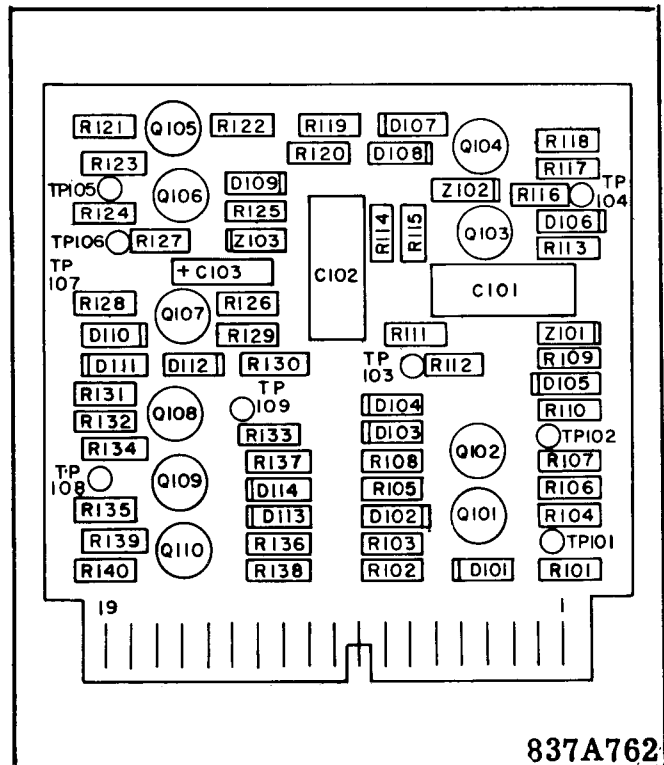 R121 Q105 R122 R119 D107 Q104 R118
R123 R120 D108 R117
TP105 Q106 D109 Z102 R116 TP 104
R124 R125 R114 R115 Q103 D106
TP106 R127 Z103 R113
TP 107 + C103 C102 C101
R128 Q107 R126
D110 R129 R111 Z101
D111 D112 R130 TP 103 R112 R109
R131 TP 109 D104 D105
R132 Q108 R133 D103 R110
R134 R137 R108 Q102 TP102
TP 108 Q109 D114 R105 R107
R135 D113 D102 Q101 R106
R139 Q110 R136 R103 R104 TP101
R140 R138 R102 D101 R101
19 1
837A762